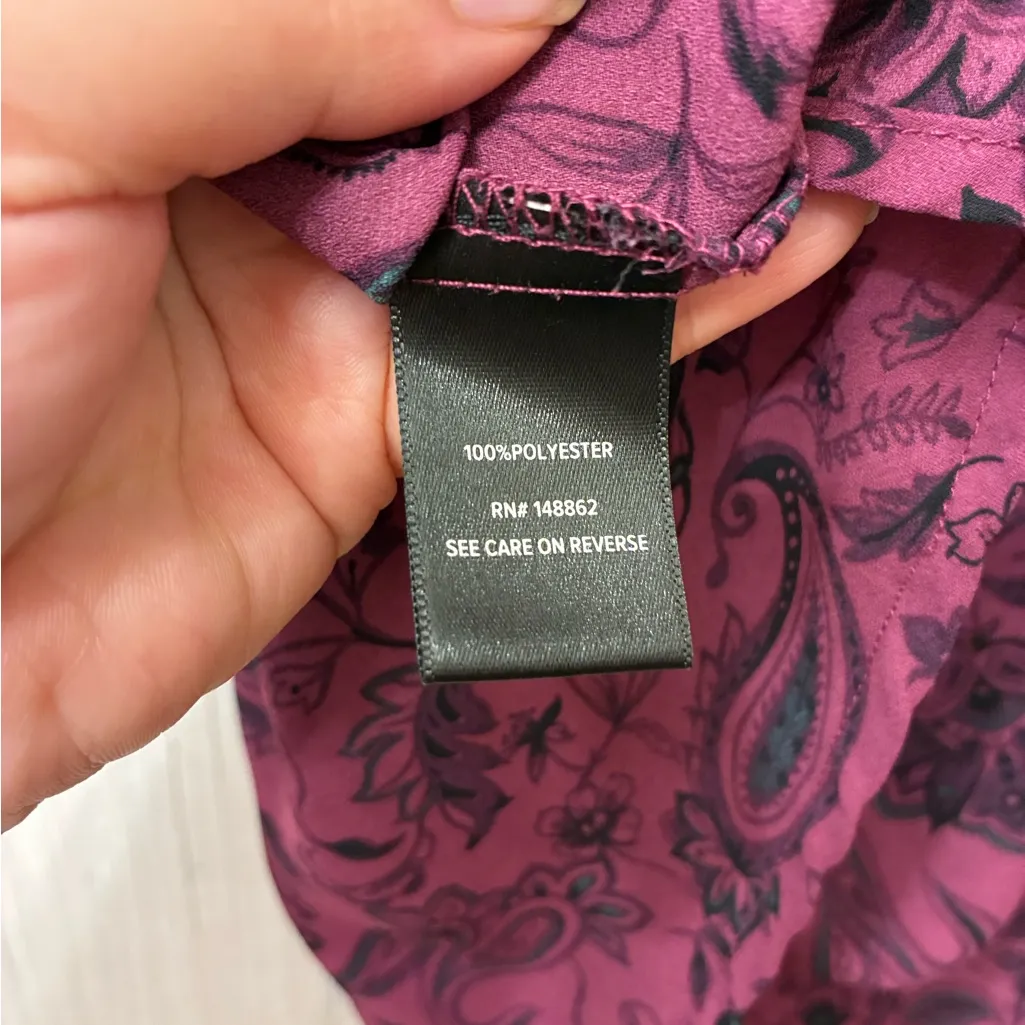 100%POLYESTER
RN# 148862
SEE CARE ON REVERSE